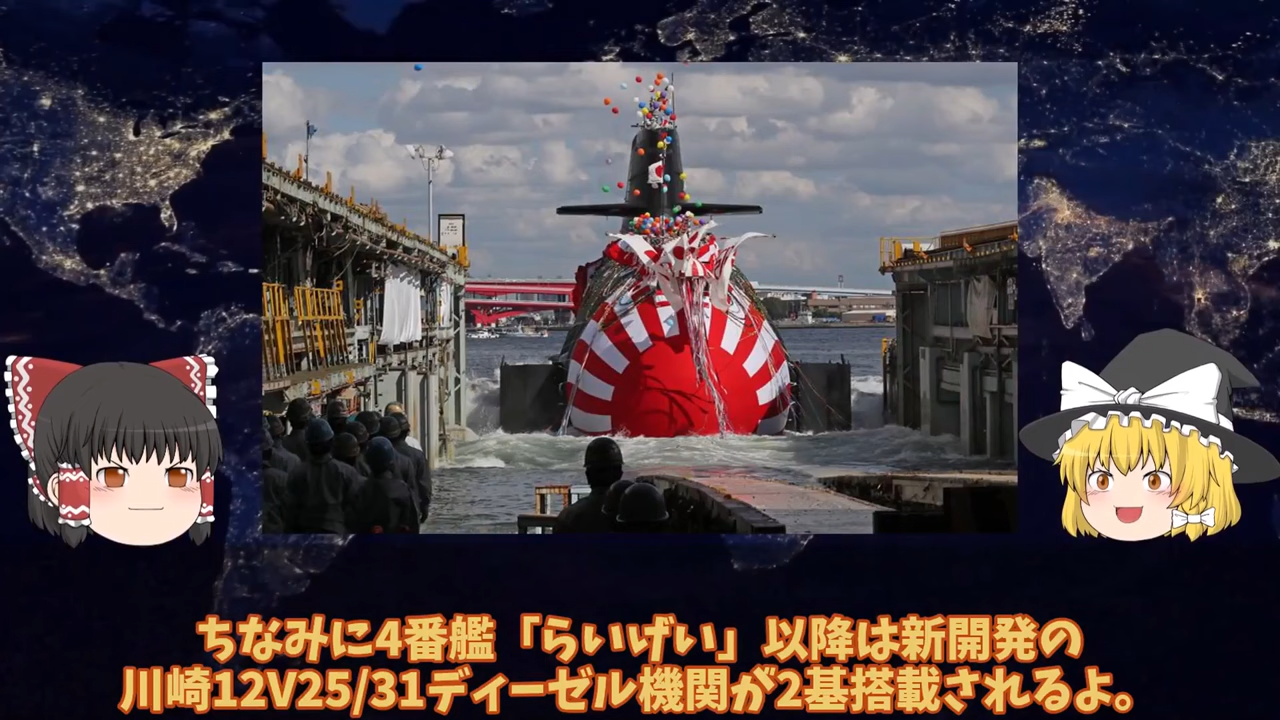 ちなみに4番艦「らいげい」以降は新開発の
川崎12V25/31ディーゼル機関が2基搭載されるよ。